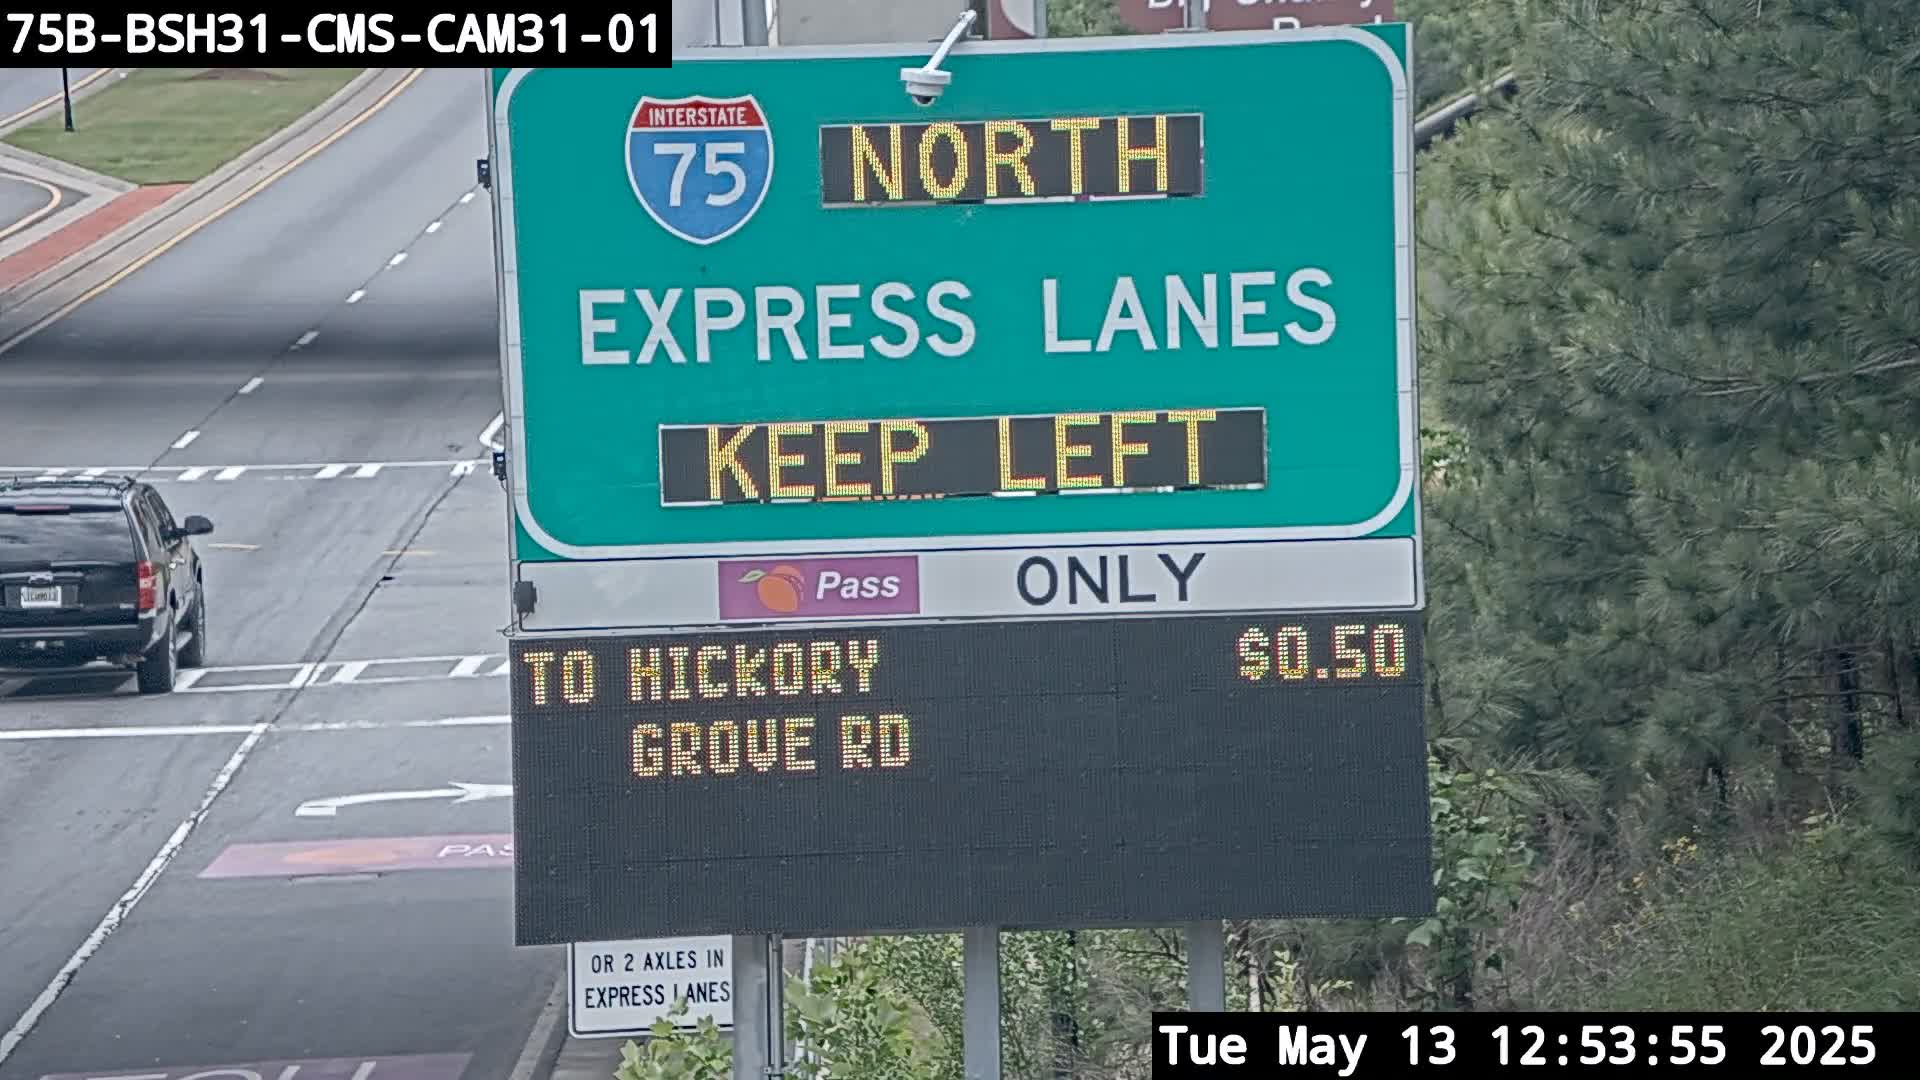 75B-BSH31-CMS-CAM31-01
INTERSTATE
75
NORTH
EXPRESS LANES
KEEP LEFT
Pass
ONLY
TO HICKORY $0.50
GROVE RD
PAS
OR 2 AXLES IN
EXPRESS LANES
Tue May 13 12:53:55 2025